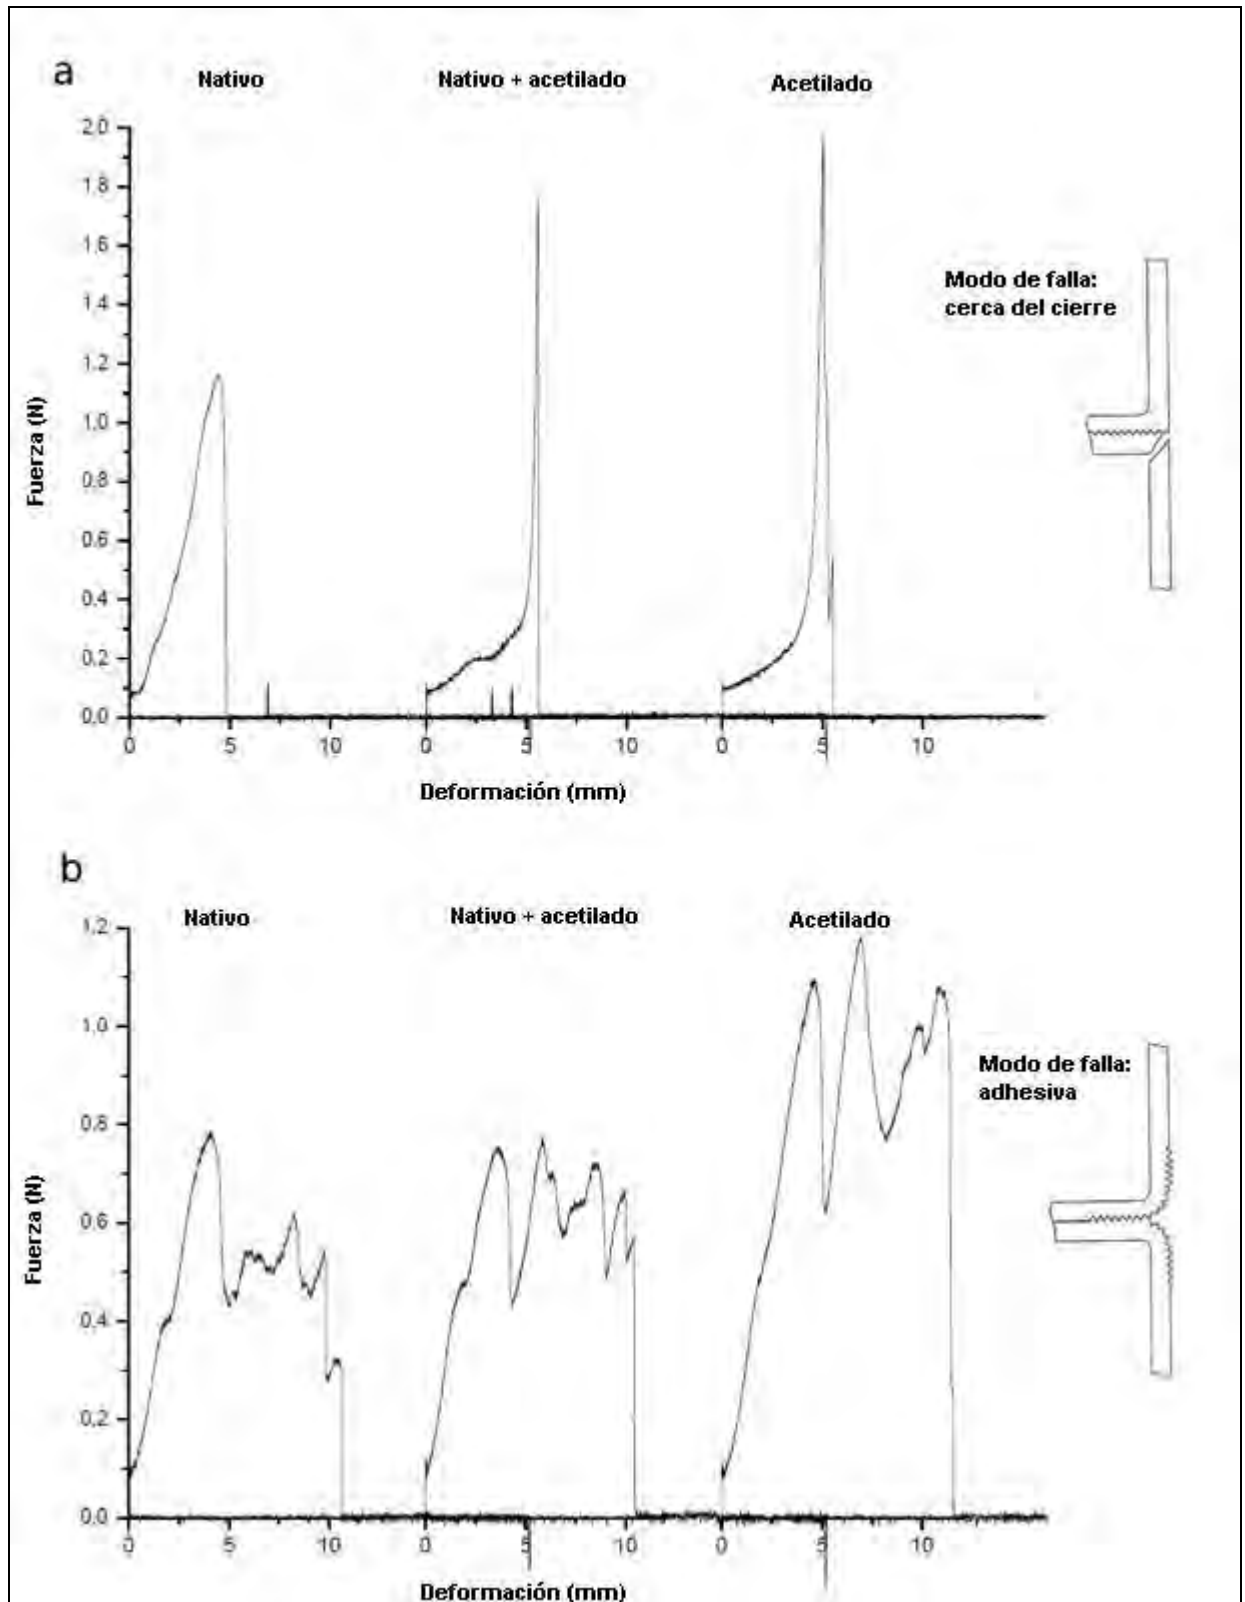 a
Nativo
Nativo + acetilado
Acetilado
2.0
1.8
1.6
1.4
1.2
1.0
0.8
0.6
0.4
0.2
0.0
Fuerza (N)
Modo de falla:
cerca del cierre
0 5 10 0 5 10 0 5 10
Deformación (mm)
b
Nativo
Nativo + acetilado
Acetilado
1.2
1.0
0.8
0.6
0.4
0.2
0.0
Fuerza (N)
Modo de falla:
adhesiva
0 5 10 0 5 10 0 5 10
Deformación (mm)